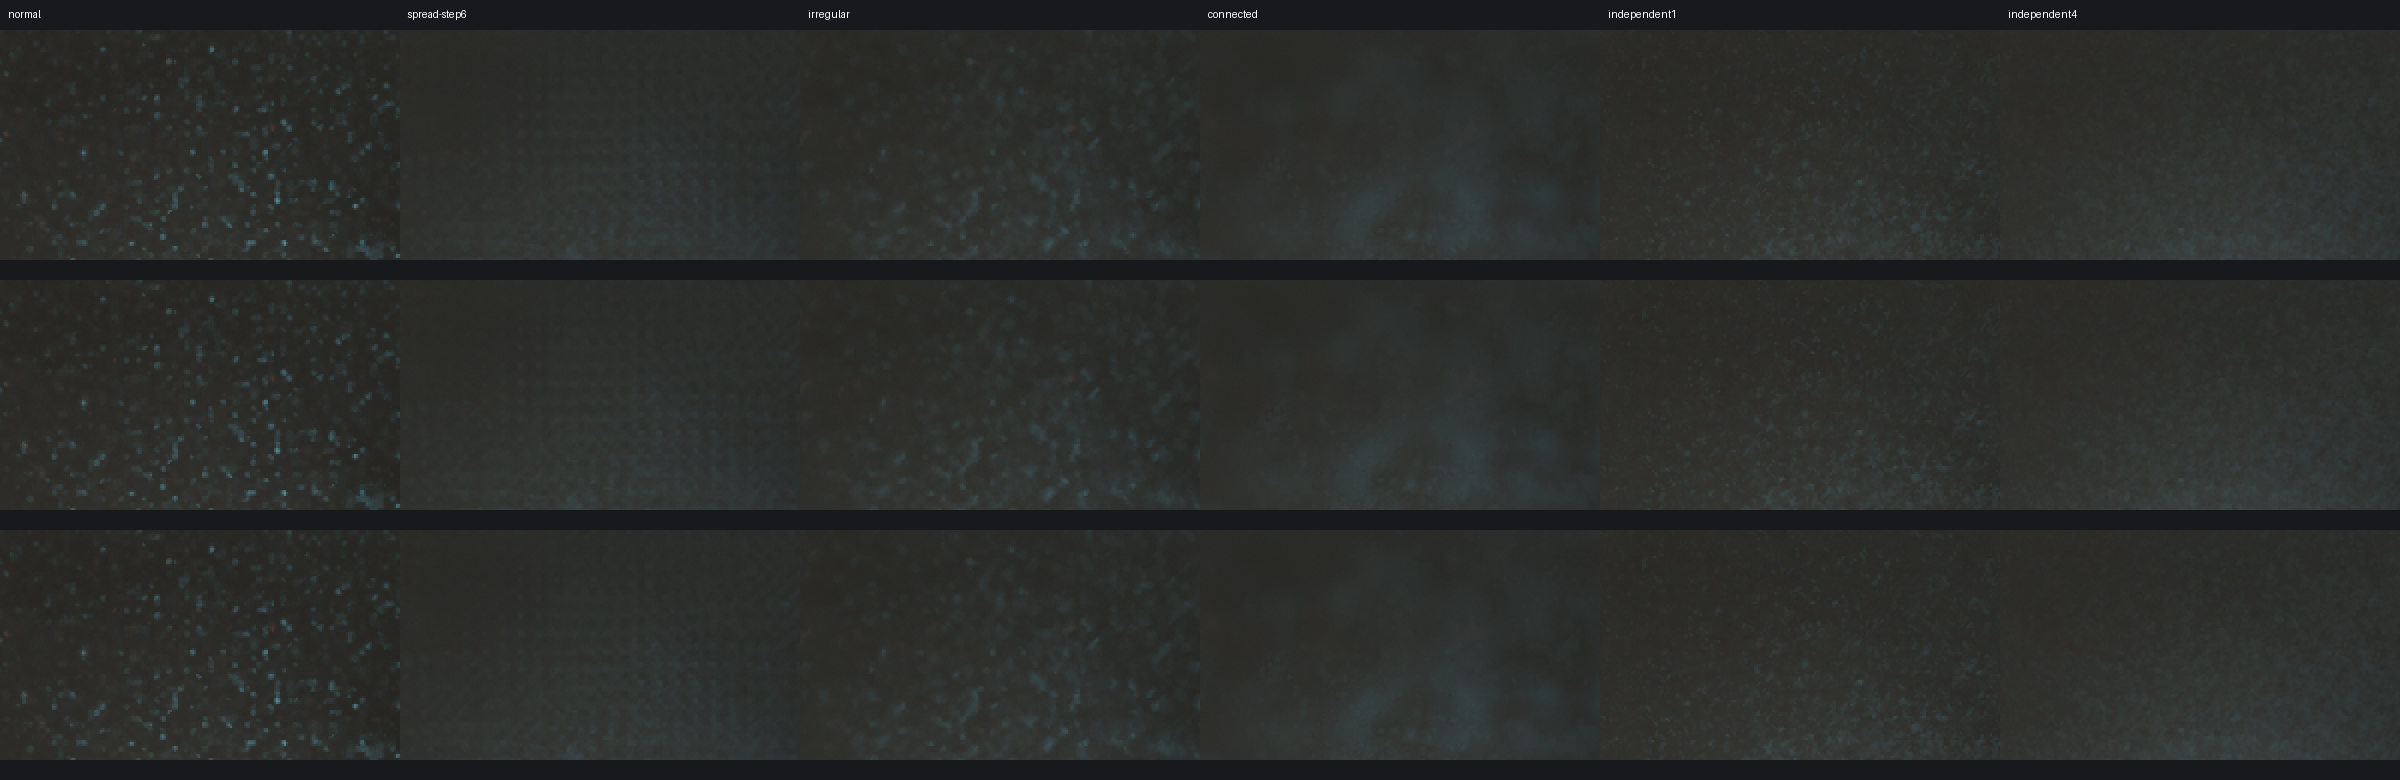 normal
spread-step6
irregular
connected
independent1
independent4